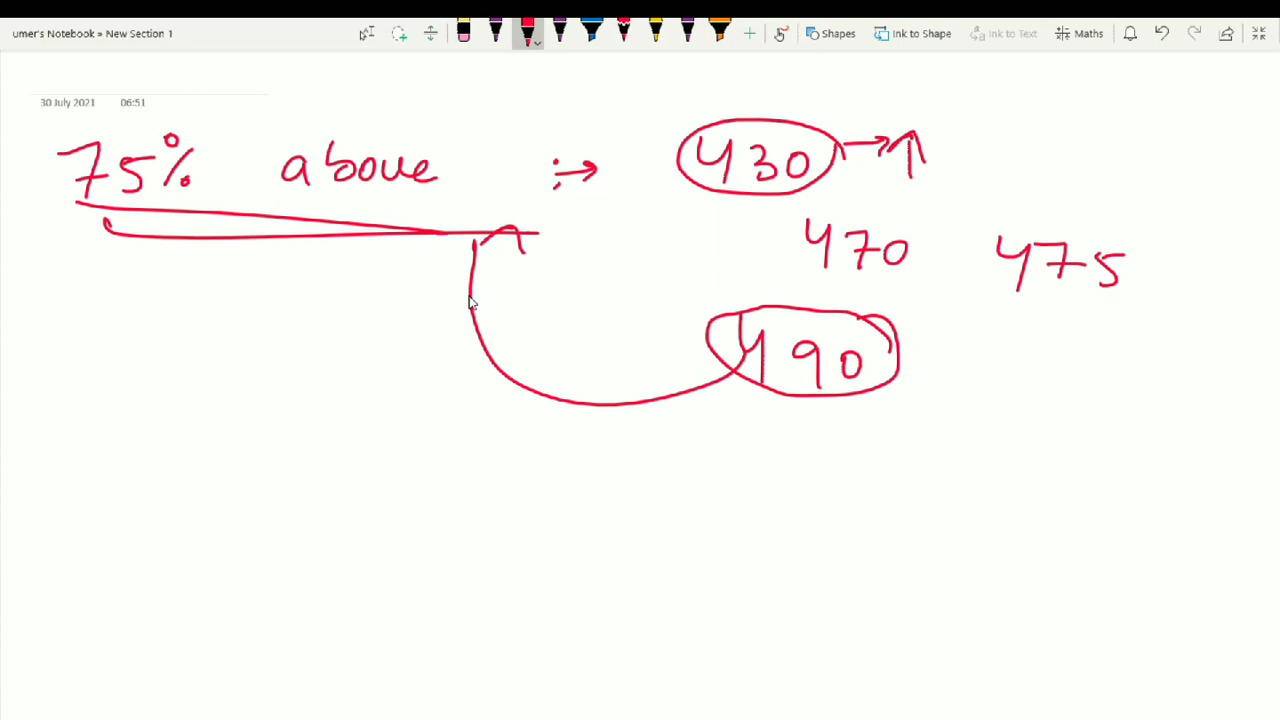 umer's Notebook » New Section 1
Shapes
Ink to Shape
Ink to Text
Maths
30 July 2021 06:51
75% above :→ 430 →↑
470 475
490